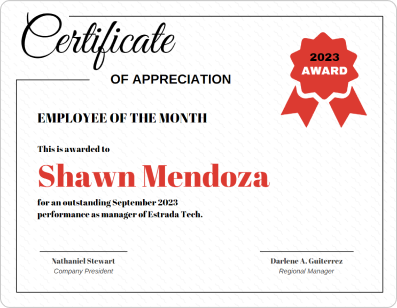 Certificate
OF APPRECIATION
2023
AWARD
EMPLOYEE OF THE MONTH
This is awarded to
Shawn Mendoza
for an outstanding September 2023
performance as manager of Estrada Tech.
Nathaniel Stewart
Company President
Darlene A. Guiterrez
Regional Manager